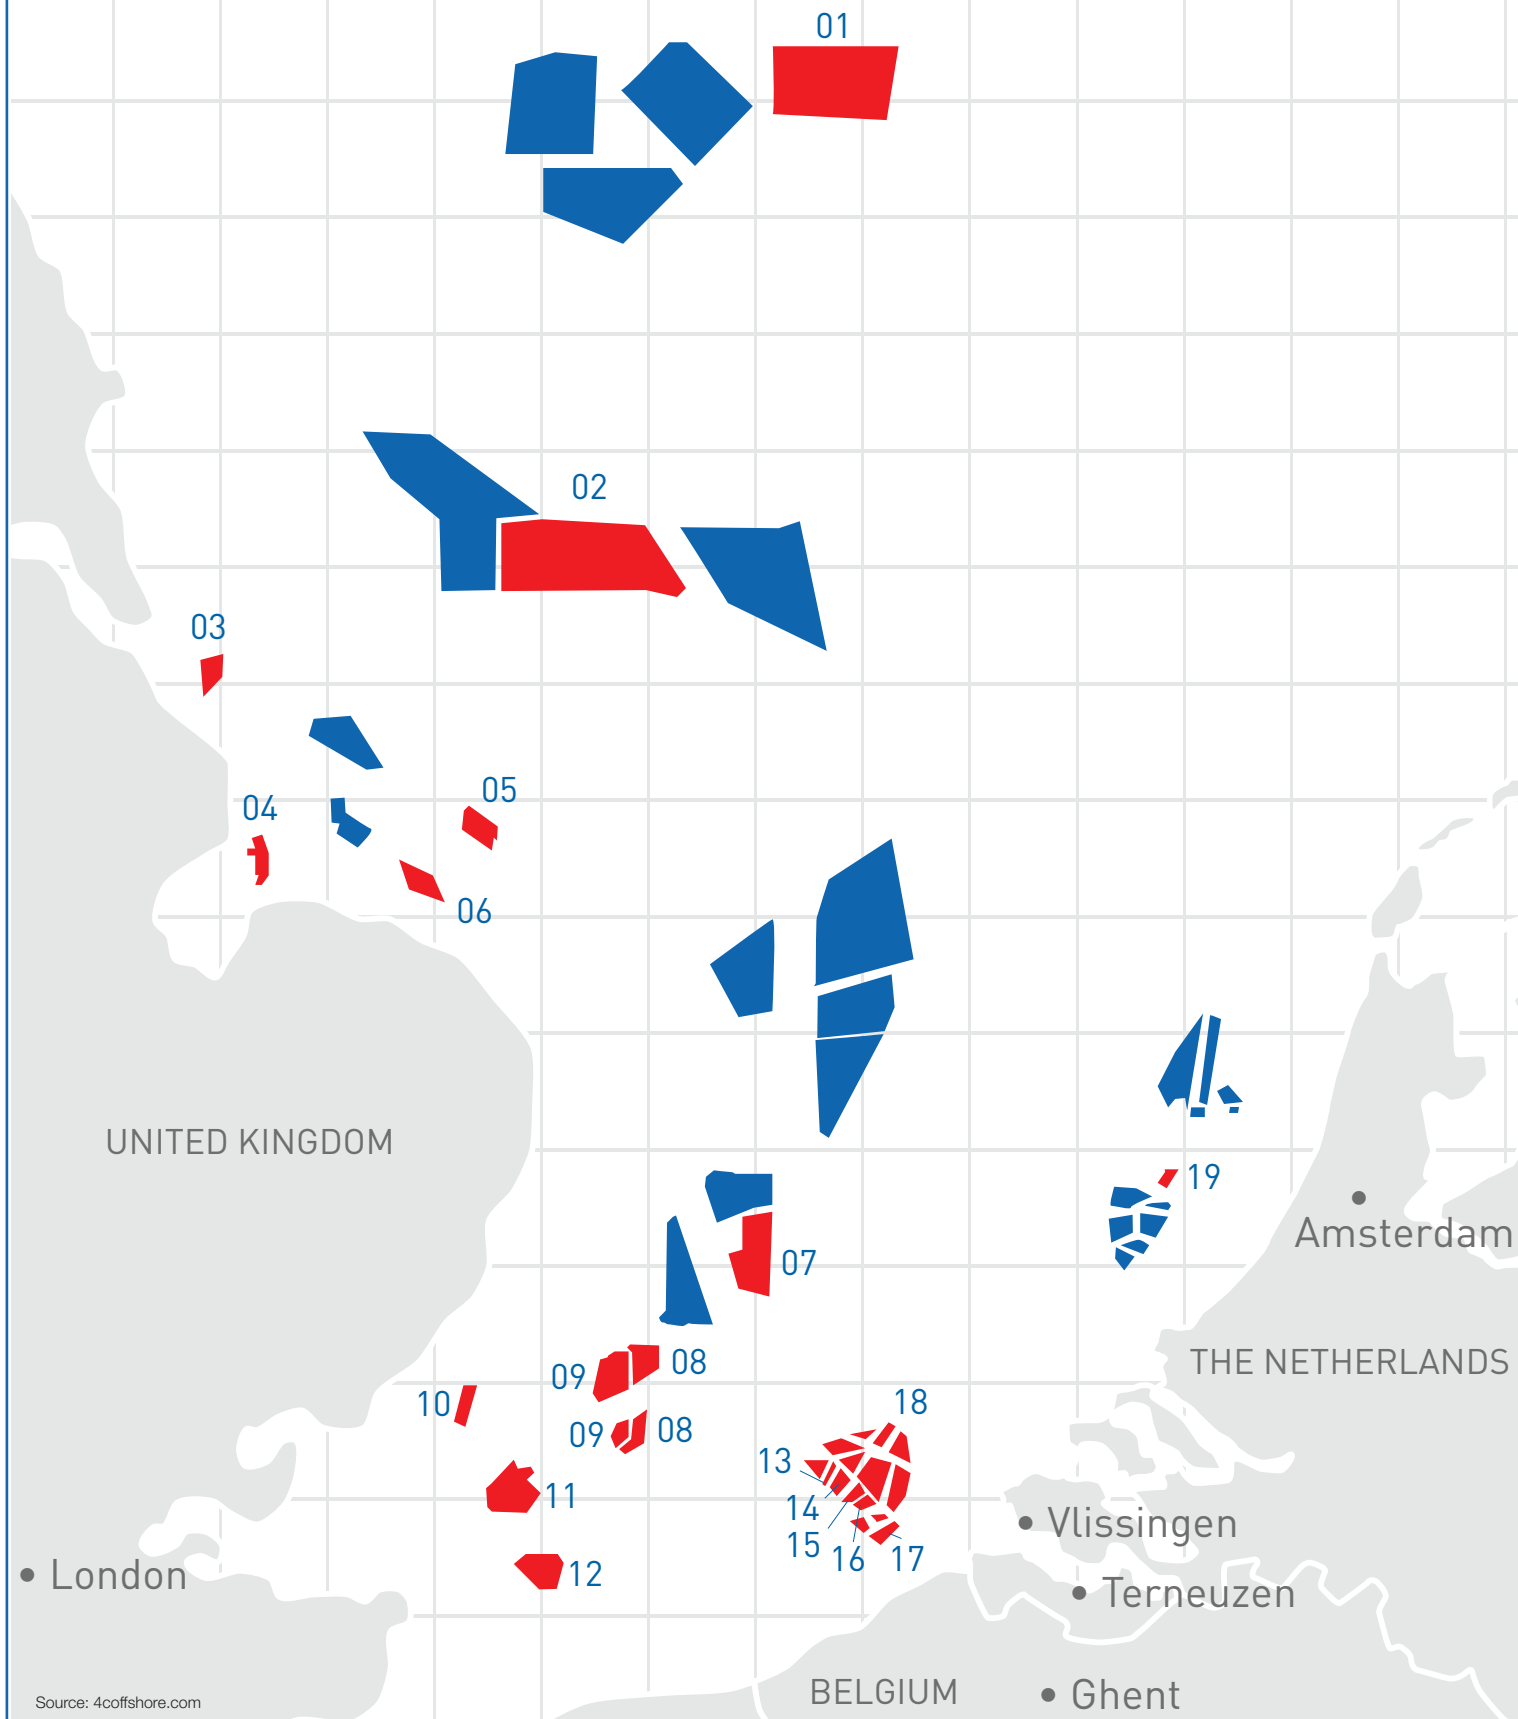 01
02
03
05
04
06
UNITED KINGDOM
19
Amsterdam
07
09
08
THE NETHERLANDS
10
18
09
08
13
11
14
Vlissingen
15
16
17
London
12
Terneuzen
BELGIUM
Ghent
Source: 4coffshore.com